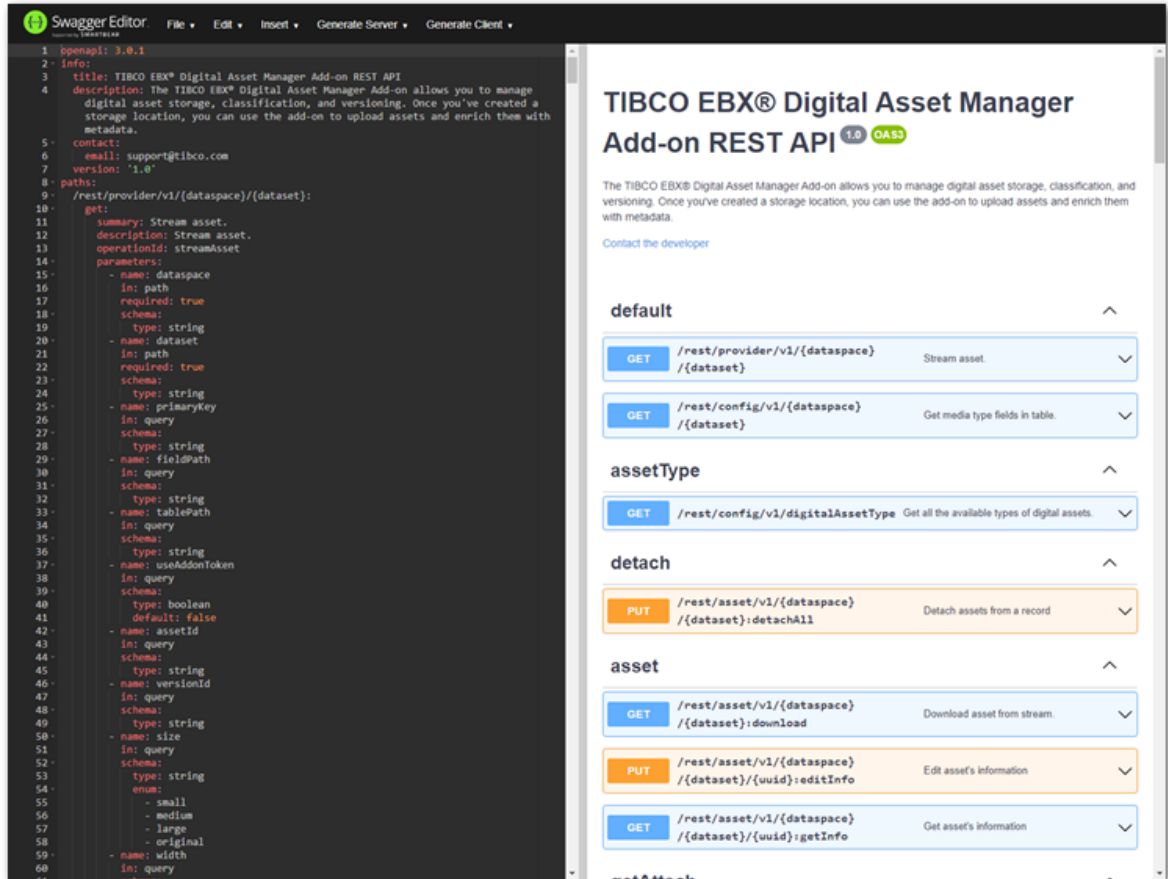 Swagger Editor.
Supported by SMARTBEAR
File Edit Insert Generate Server Generate Client
1 openapi: 3.0.1
2 info:
3 title: TIBCO EBX® Digital Asset Manager Add-on REST API
4 description: The TIBCO EBX® Digital Asset Manager Add-on allows you to manage
digital asset storage, classification, and versioning. Once you've created a
storage location, you can use the add-on to upload assets and enrich them with
metadata.
5 contact:
6 email: support@tibco.com
7 version: '1.0'
8 paths:
9 /rest/provider/v1/{dataspace}/{dataset}:
10 get:
11 summary: Stream asset.
12 description: Stream asset.
13 operationId: streamAsset
14 parameters:
15 - name: dataspace
16 in: path
17 required: true
18 schema:
19 type: string
20 - name: dataset
21 in: path
22 required: true
23 schema:
24 type: string
25 - name: primaryKey
26 in: query
27 schema:
28 type: string
29 - name: fieldPath
30 in: query
31 schema:
32 type: string
33 - name: tablePath
34 in: query
35 schema:
36 type: string
37 - name: useAddonToken
38 in: query
39 schema:
40 type: boolean
41 default: false
42 - name: assetId
43 in: query
44 schema:
45 type: string
46 - name: versionId
47 in: query
48 schema:
49 type: string
50 - name: size
51 in: query
52 schema:
53 type: string
54 enum:
55 - small
56 - medium
57 - large
58 - original
59 - name: width
60 in: query
TIBCO EBX® Digital Asset Manager
Add-on REST API 1.0 OAS3
The TIBCO EBX® Digital Asset Manager Add-on allows you to manage digital asset storage, classification, and
versioning. Once you've created a storage location, you can use the add-on to upload assets and enrich them
with metadata.
Contact the developer
default
GET /rest/provider/v1/{dataspace}
/{dataset} Stream asset.
GET /rest/config/v1/{dataspace}
/{dataset} Get media type fields in table.
assetType
GET /rest/config/v1/digitalAssetType Get all the available types of digital assets.
detach
PUT /rest/asset/v1/{dataspace}
/{dataset}:detachAll Detach assets from a record
asset
GET /rest/asset/v1/{dataspace}
/{dataset}:download Download asset from stream.
PUT /rest/asset/v1/{dataspace}
/{dataset}/{uuid}:editInfo Edit asset's information
GET /rest/asset/v1/{dataspace}
/{dataset}/{uuid}:getInfo Get asset's information